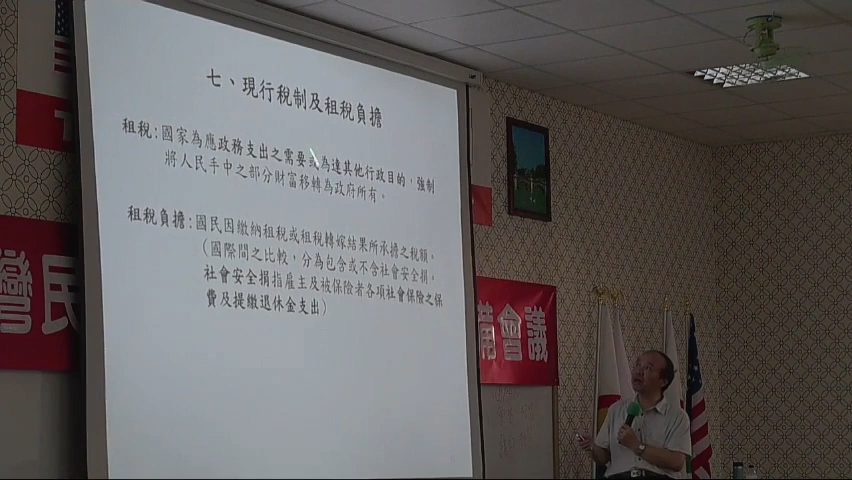 七、現行稅制及租稅負擔
租稅:國家為應政務支出之需要或為達其他行政目的,強制
將人民手中之部分財富移轉為政府所有。
租稅負擔:國民因繳納租稅或租稅轉嫁結果所承擔之稅額。
(國際間之比較,分為包含或不含社會安全捐。
社會安全捐指雇主及被保險者各項社會保險之保
費及提繳退休金支出)
灣民
備會議